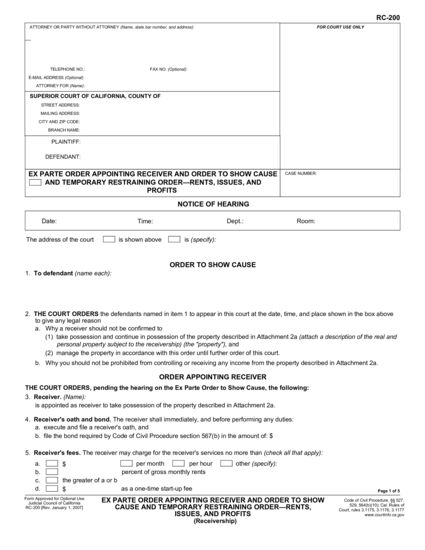 RC-200
ATTORNEY OR PARTY WITHOUT ATTORNEY (Name, state bar number, and address):
FOR COURT USE ONLY
TELEPHONE NO.: FAX NO. (Optional):
E-MAIL ADDRESS (Optional):
ATTORNEY FOR (Name):
SUPERIOR COURT OF CALIFORNIA, COUNTY OF
STREET ADDRESS:
MAILING ADDRESS:
CITY AND ZIP CODE:
BRANCH NAME:
PLAINTIFF:
DEFENDANT:
EX PARTE ORDER APPOINTING RECEIVER AND ORDER TO SHOW CAUSE
AND TEMPORARY RESTRAINING ORDER—RENTS, ISSUES, AND
PROFITS
CASE NUMBER:
NOTICE OF HEARING
Date: Time: Dept.: Room:
The address of the court is shown above is (specify):
ORDER TO SHOW CAUSE
1. To defendant (name each):
2. THE COURT ORDERS the defendants named in item 1 to appear in this court at the date, time, and place shown in the box above
to give any legal reason
a. Why a receiver should not be confirmed to
(1) take possession and continue in possession of the property described in Attachment 2a (attach a description of the real and
personal property subject to the receivership) (the "property"), and
(2) manage the property in accordance with this order until further order of this court.
b. Why you should not be prohibited from controlling or receiving any income from the property described in Attachment 2a.
ORDER APPOINTING RECEIVER
THE COURT ORDERS, pending the hearing on the Ex Parte Order to Show Cause, the following:
3. Receiver. (Name):
is appointed as receiver to take possession of the property described in Attachment 2a.
4. Receiver's oath and bond. The receiver shall immediately, and before performing any duties:
a. execute and file a receiver's oath, and
b. file the bond required by Code of Civil Procedure section 567(b) in the amount of: $
5. Receiver's fees. The receiver may charge for the receiver's services no more than (check all that apply):
a. $ per month per hour other (specify):
b. percent of gross monthly rents
c. the greater of a or b
d. $ as a one-time start-up fee
Page 1 of 5
Form Approved for Optional Use
Judicial Council of California
RC-200 [Rev. January 1, 2007]
EX PARTE ORDER APPOINTING RECEIVER AND ORDER TO SHOW
CAUSE AND TEMPORARY RESTRAINING ORDER—RENTS,
ISSUES, AND PROFITS
(Receivership)
Code of Civil Procedure, §§ 527,
529, 564(b)(10); Cal. Rules of
Court, rules 3.1175, 3.1176, 3.1177
www.courtinfo.ca.gov